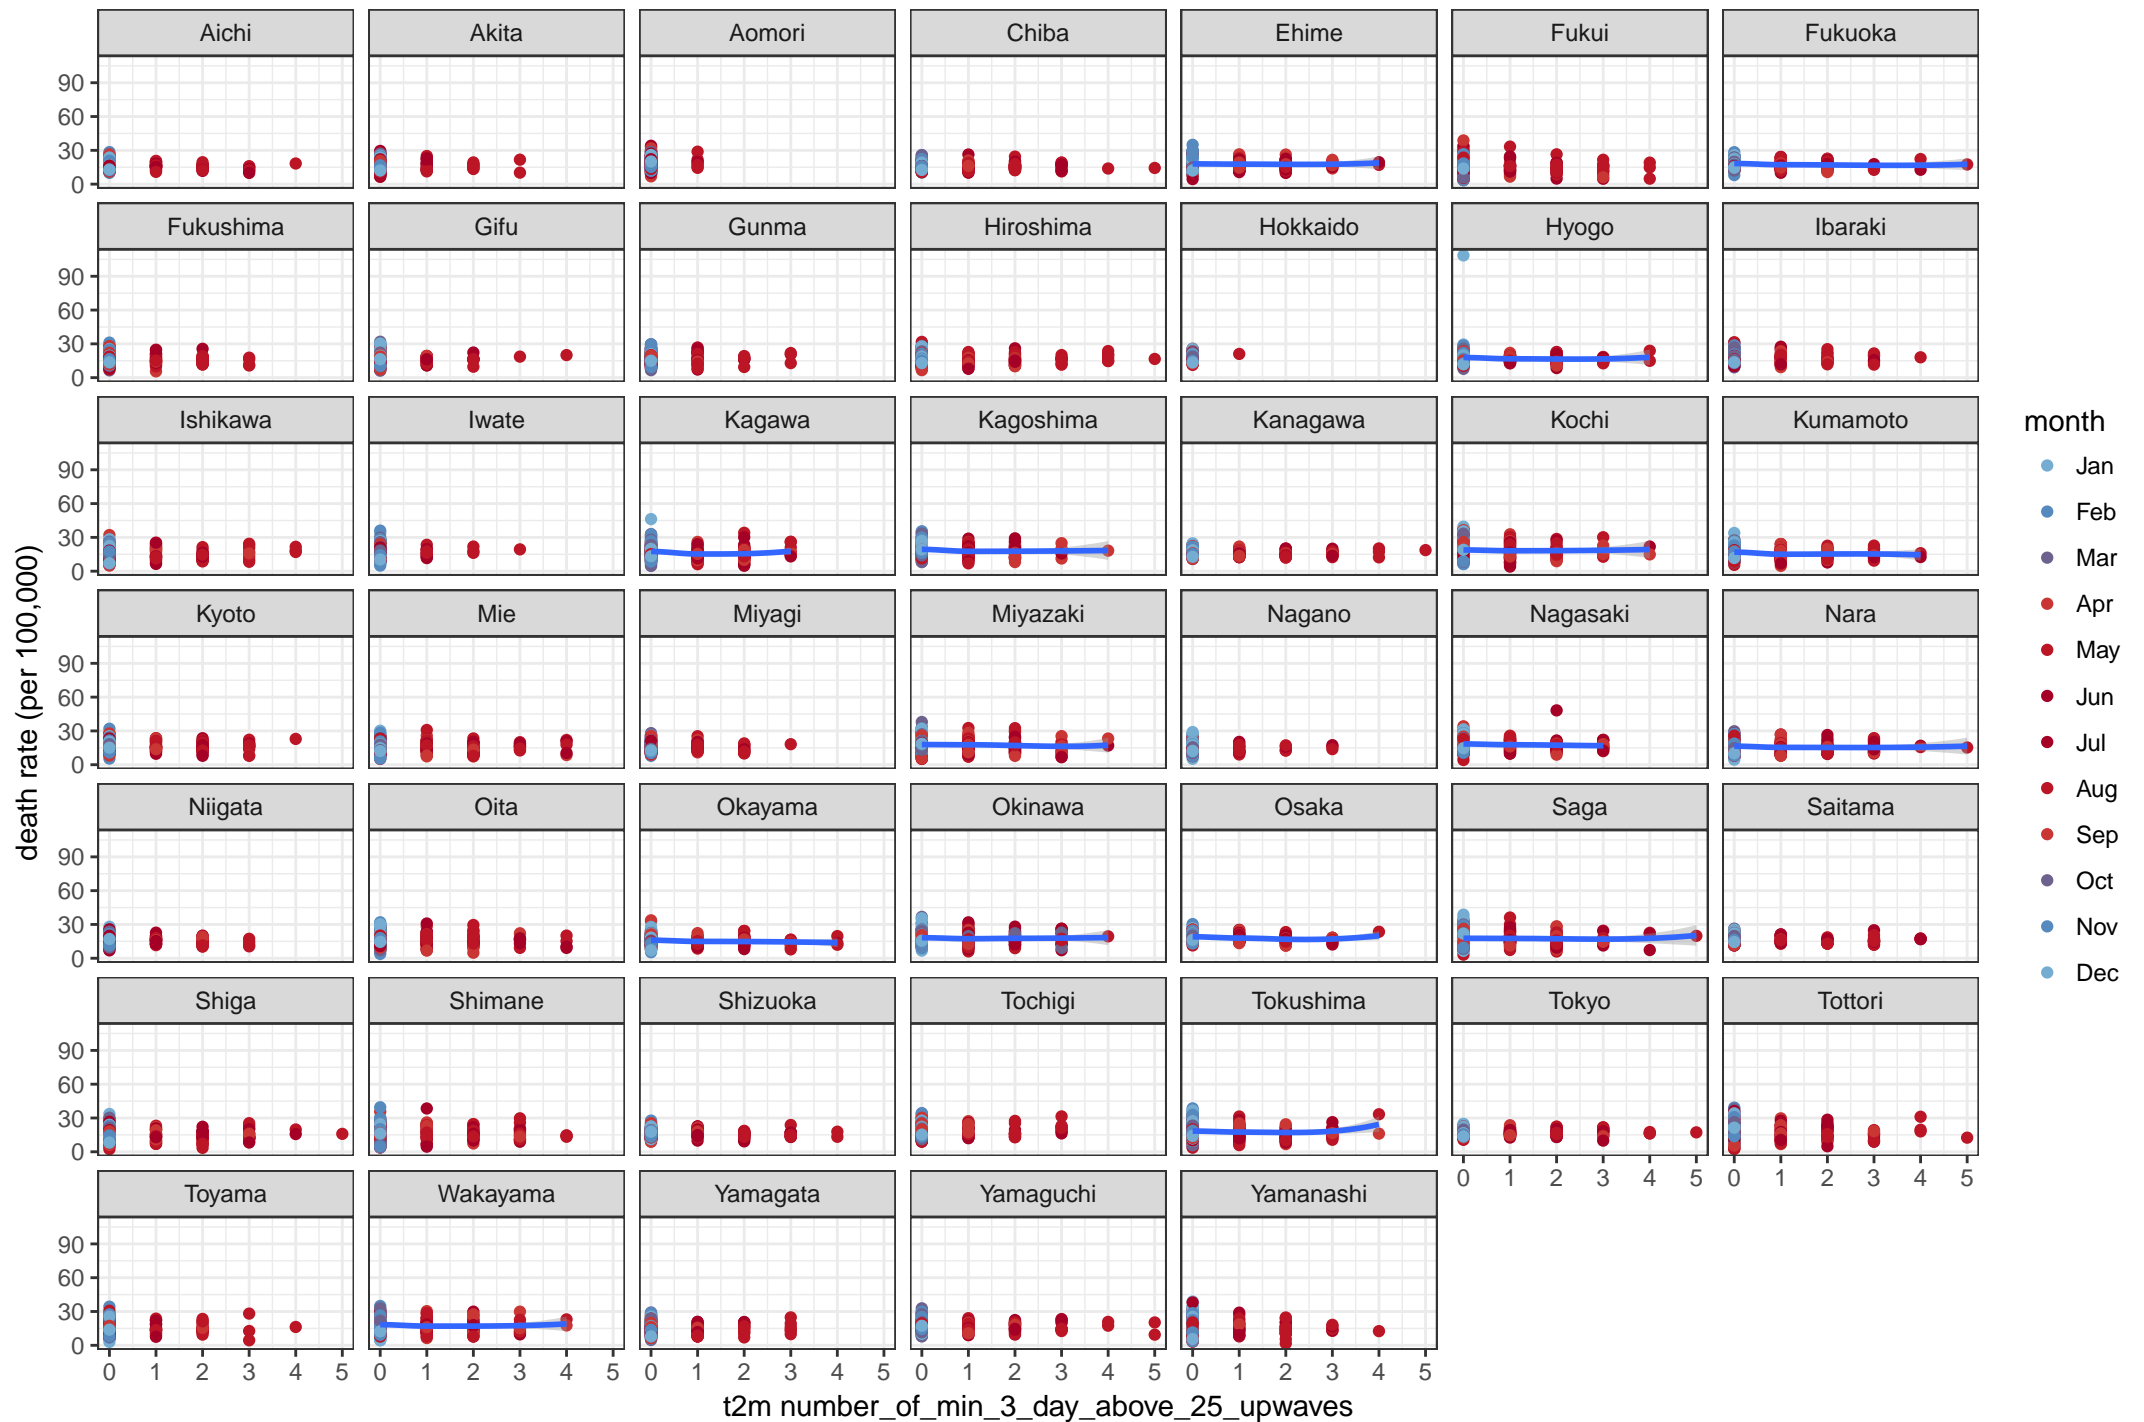 Aichi Akita Aomori Chiba Ehime Fukui Fukuoka
90
60
30
0
Fukushima Gifu Gunma Hiroshima Hokkaido Hyogo Ibaraki
90
60
30
0
Ishikawa Iwate Kagawa Kagoshima Kanagawa Kochi Kumamoto
90
60
30
0
Kyoto Mie Miyagi Miyazaki Nagano Nagasaki Nara
90
60
30
0
Niigata Oita Okayama Okinawa Osaka Saga Saitama
90
60
30
0
Shiga Shimane Shizuoka Tochigi Tokushima Tokyo Tottori
90
60
30
0
0 1 2 3 4 5 0 1 2 3 4 5
Toyama Wakayama Yamagata Yamaguchi Yamanashi
90
60
30
0
0 1 2 3 4 5 0 1 2 3 4 5 0 1 2 3 4 5 0 1 2 3 4 5 0 1 2 3 4 5
t2m number_of_min_3_day_above_25_upwaves
death rate (per 100,000)
month
Jan
Feb
Mar
Apr
May
Jun
Jul
Aug
Sep
Oct
Nov
Dec